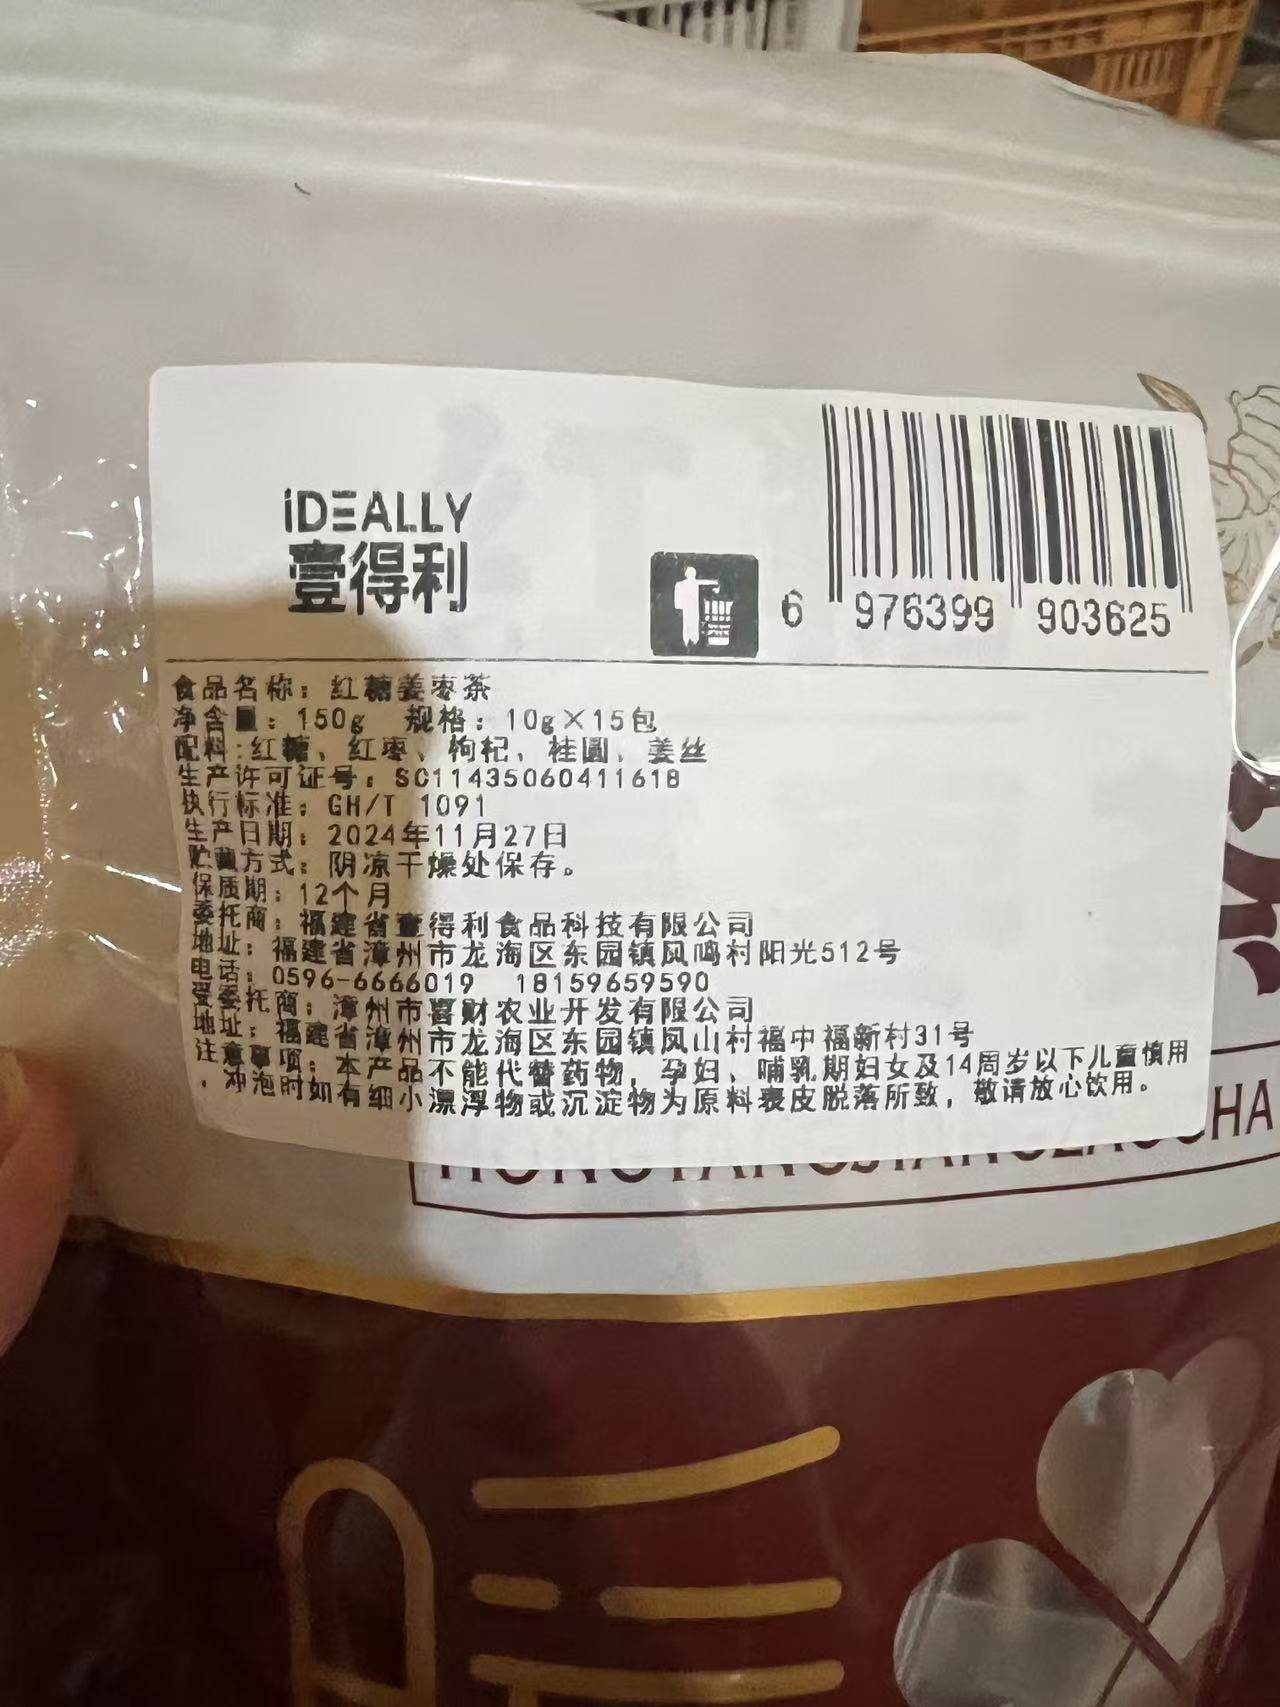 iDEALLY
壹得利
6 976399 903625
食品名称：红糖姜枣茶
净含量：150g 规格：10g×15包
配料:红糖、红枣、枸杞、桂圆、姜丝
生产许可证号：SC11435060411618
执行标准：GH/T 1091
生产日期：2024年11月27日
贮藏方式：阴凉干燥处保存。
保质期：12个月
委托商：福建省壹得利食品科技有限公司
地址：福建省漳州市龙海区东园镇凤鸣村阳光512号
电话：0596-6666019 18159659590
受委托商：漳州市喜财农业开发有限公司
地址：福建省漳州市龙海区东园镇凤山村福中福新村31号
注意事项：本产品不能代替药物，孕妇、哺乳期妇女及14周岁以下儿童慎用
，冲泡时如有细小漂浮物或沉淀物为原料表皮脱落所致，敬请放心饮用。
HONGTANGJIANGZAOCHA